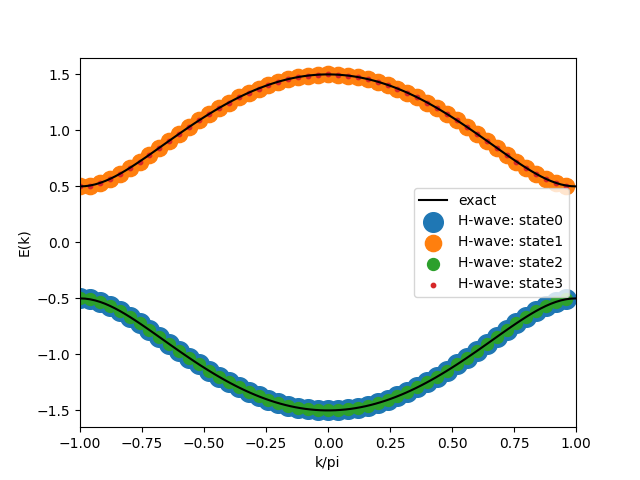 1.5
1.0
0.5
0.0
−0.5
−1.0
−1.5
E(k)
exact
H-wave: state0
H-wave: state1
H-wave: state2
H-wave: state3
−1.00 −0.75 −0.50 −0.25 0.00 0.25 0.50 0.75 1.00
k/pi